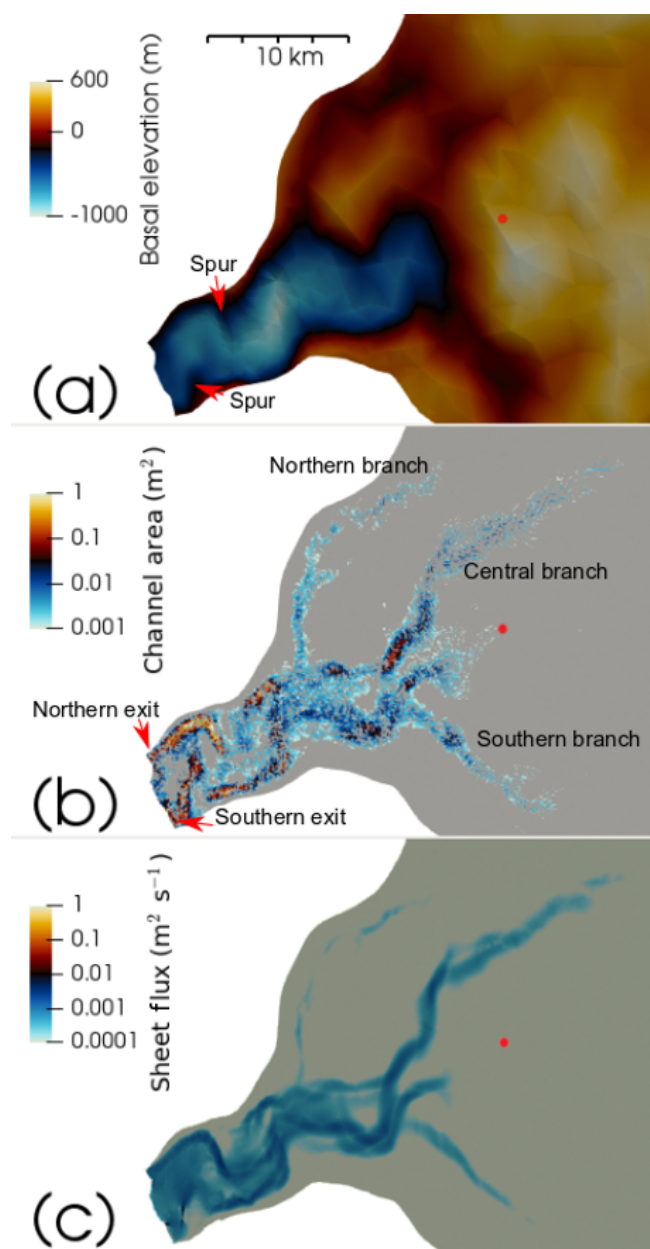 10 km
600
0
-1000
Basal elevation (m)
Spur
Spur
(a)
Northern branch
1
0.1
0.01
0.001
Channel area (m²)
Central branch
Northern exit
Southern branch
(b)
Southern exit
1
0.1
0.01
0.001
0.0001
Sheet flux (m² s⁻¹)
(c)